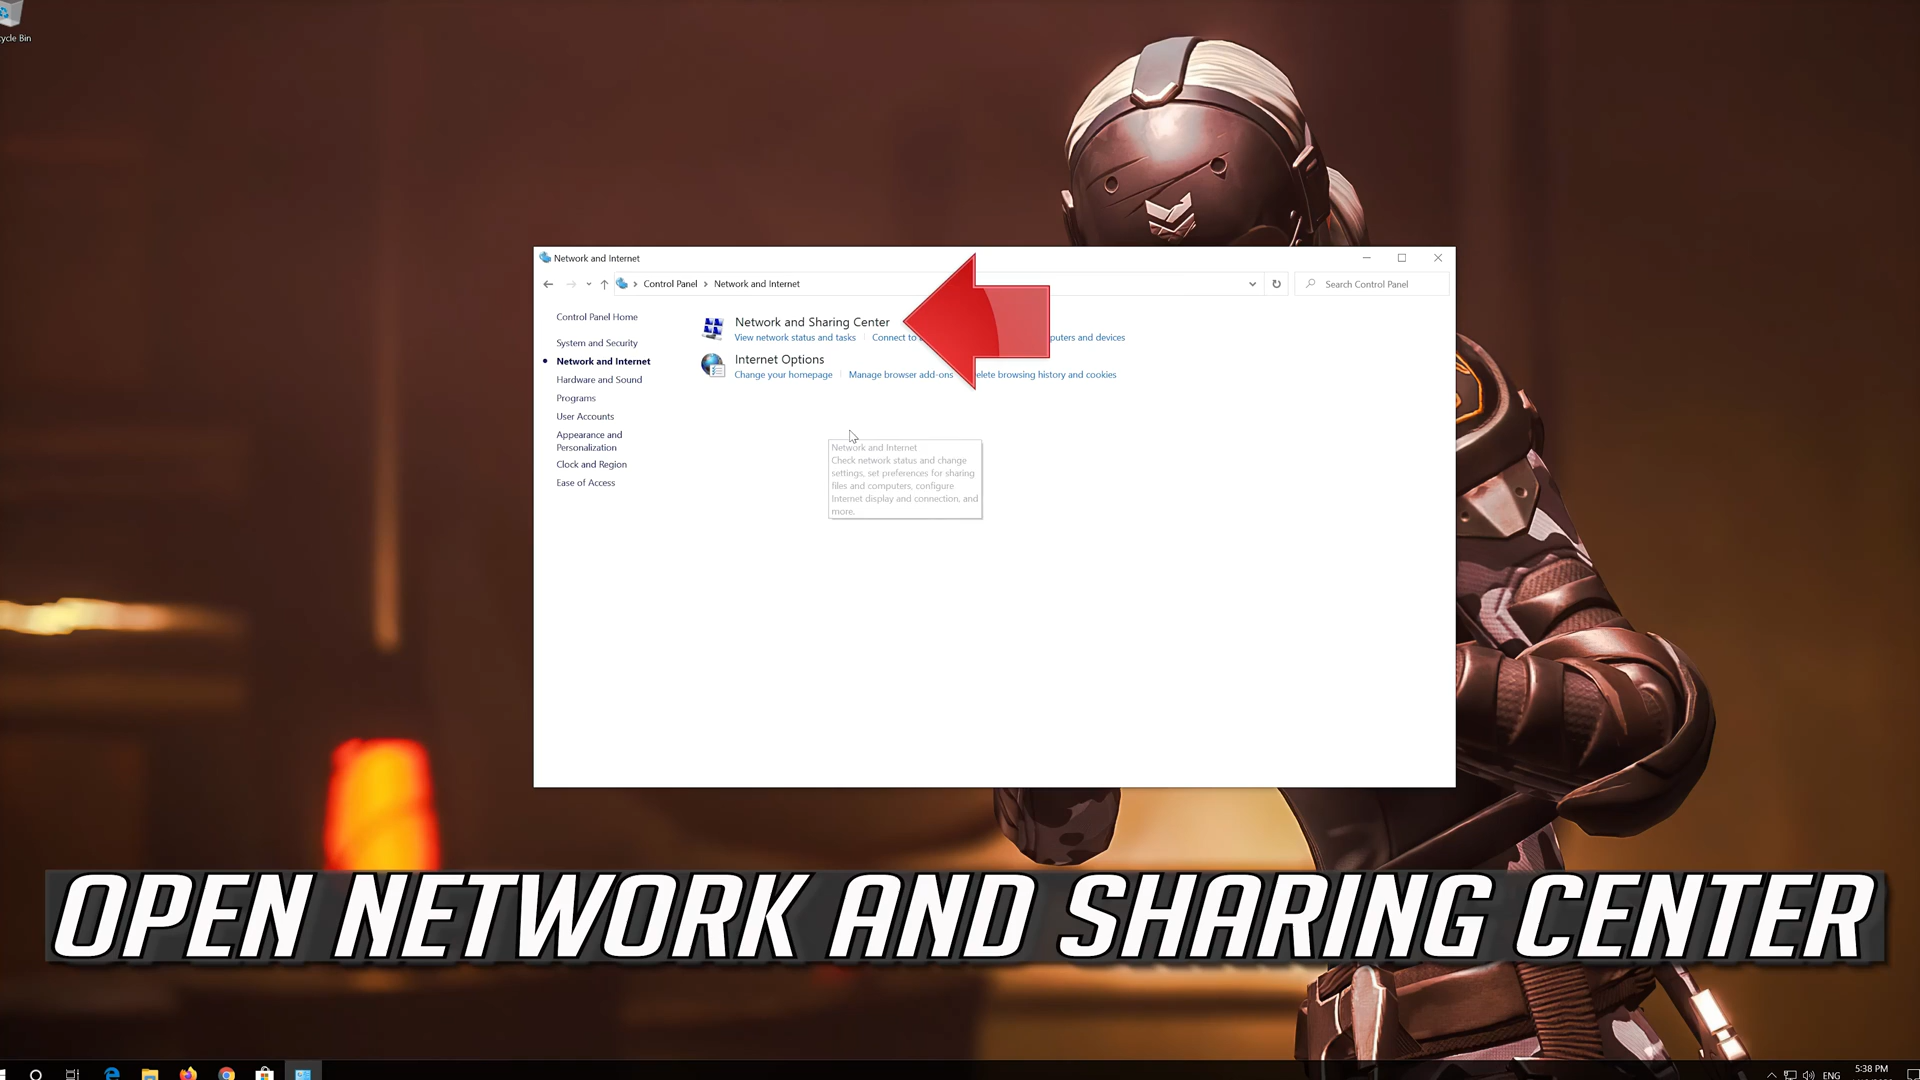 cycle Bin
Network and Internet
Control Panel > Network and Internet
Search Control Panel
Control Panel Home
System and Security
Network and Internet
Hardware and Sound
Programs
User Accounts
Appearance and
Personalization
Clock and Region
Ease of Access
Network and Sharing Center
View network status and tasks
Connect to
puters and devices
Internet Options
Change your homepage
Manage browser add-ons
elete browsing history and cookies
Network and Internet
Check network status and change
settings, set preferences for sharing
files and computers, configure
Internet display and connection, and
more.
OPEN NETWORK AND SHARING CENTER
ENG
5:38 PM